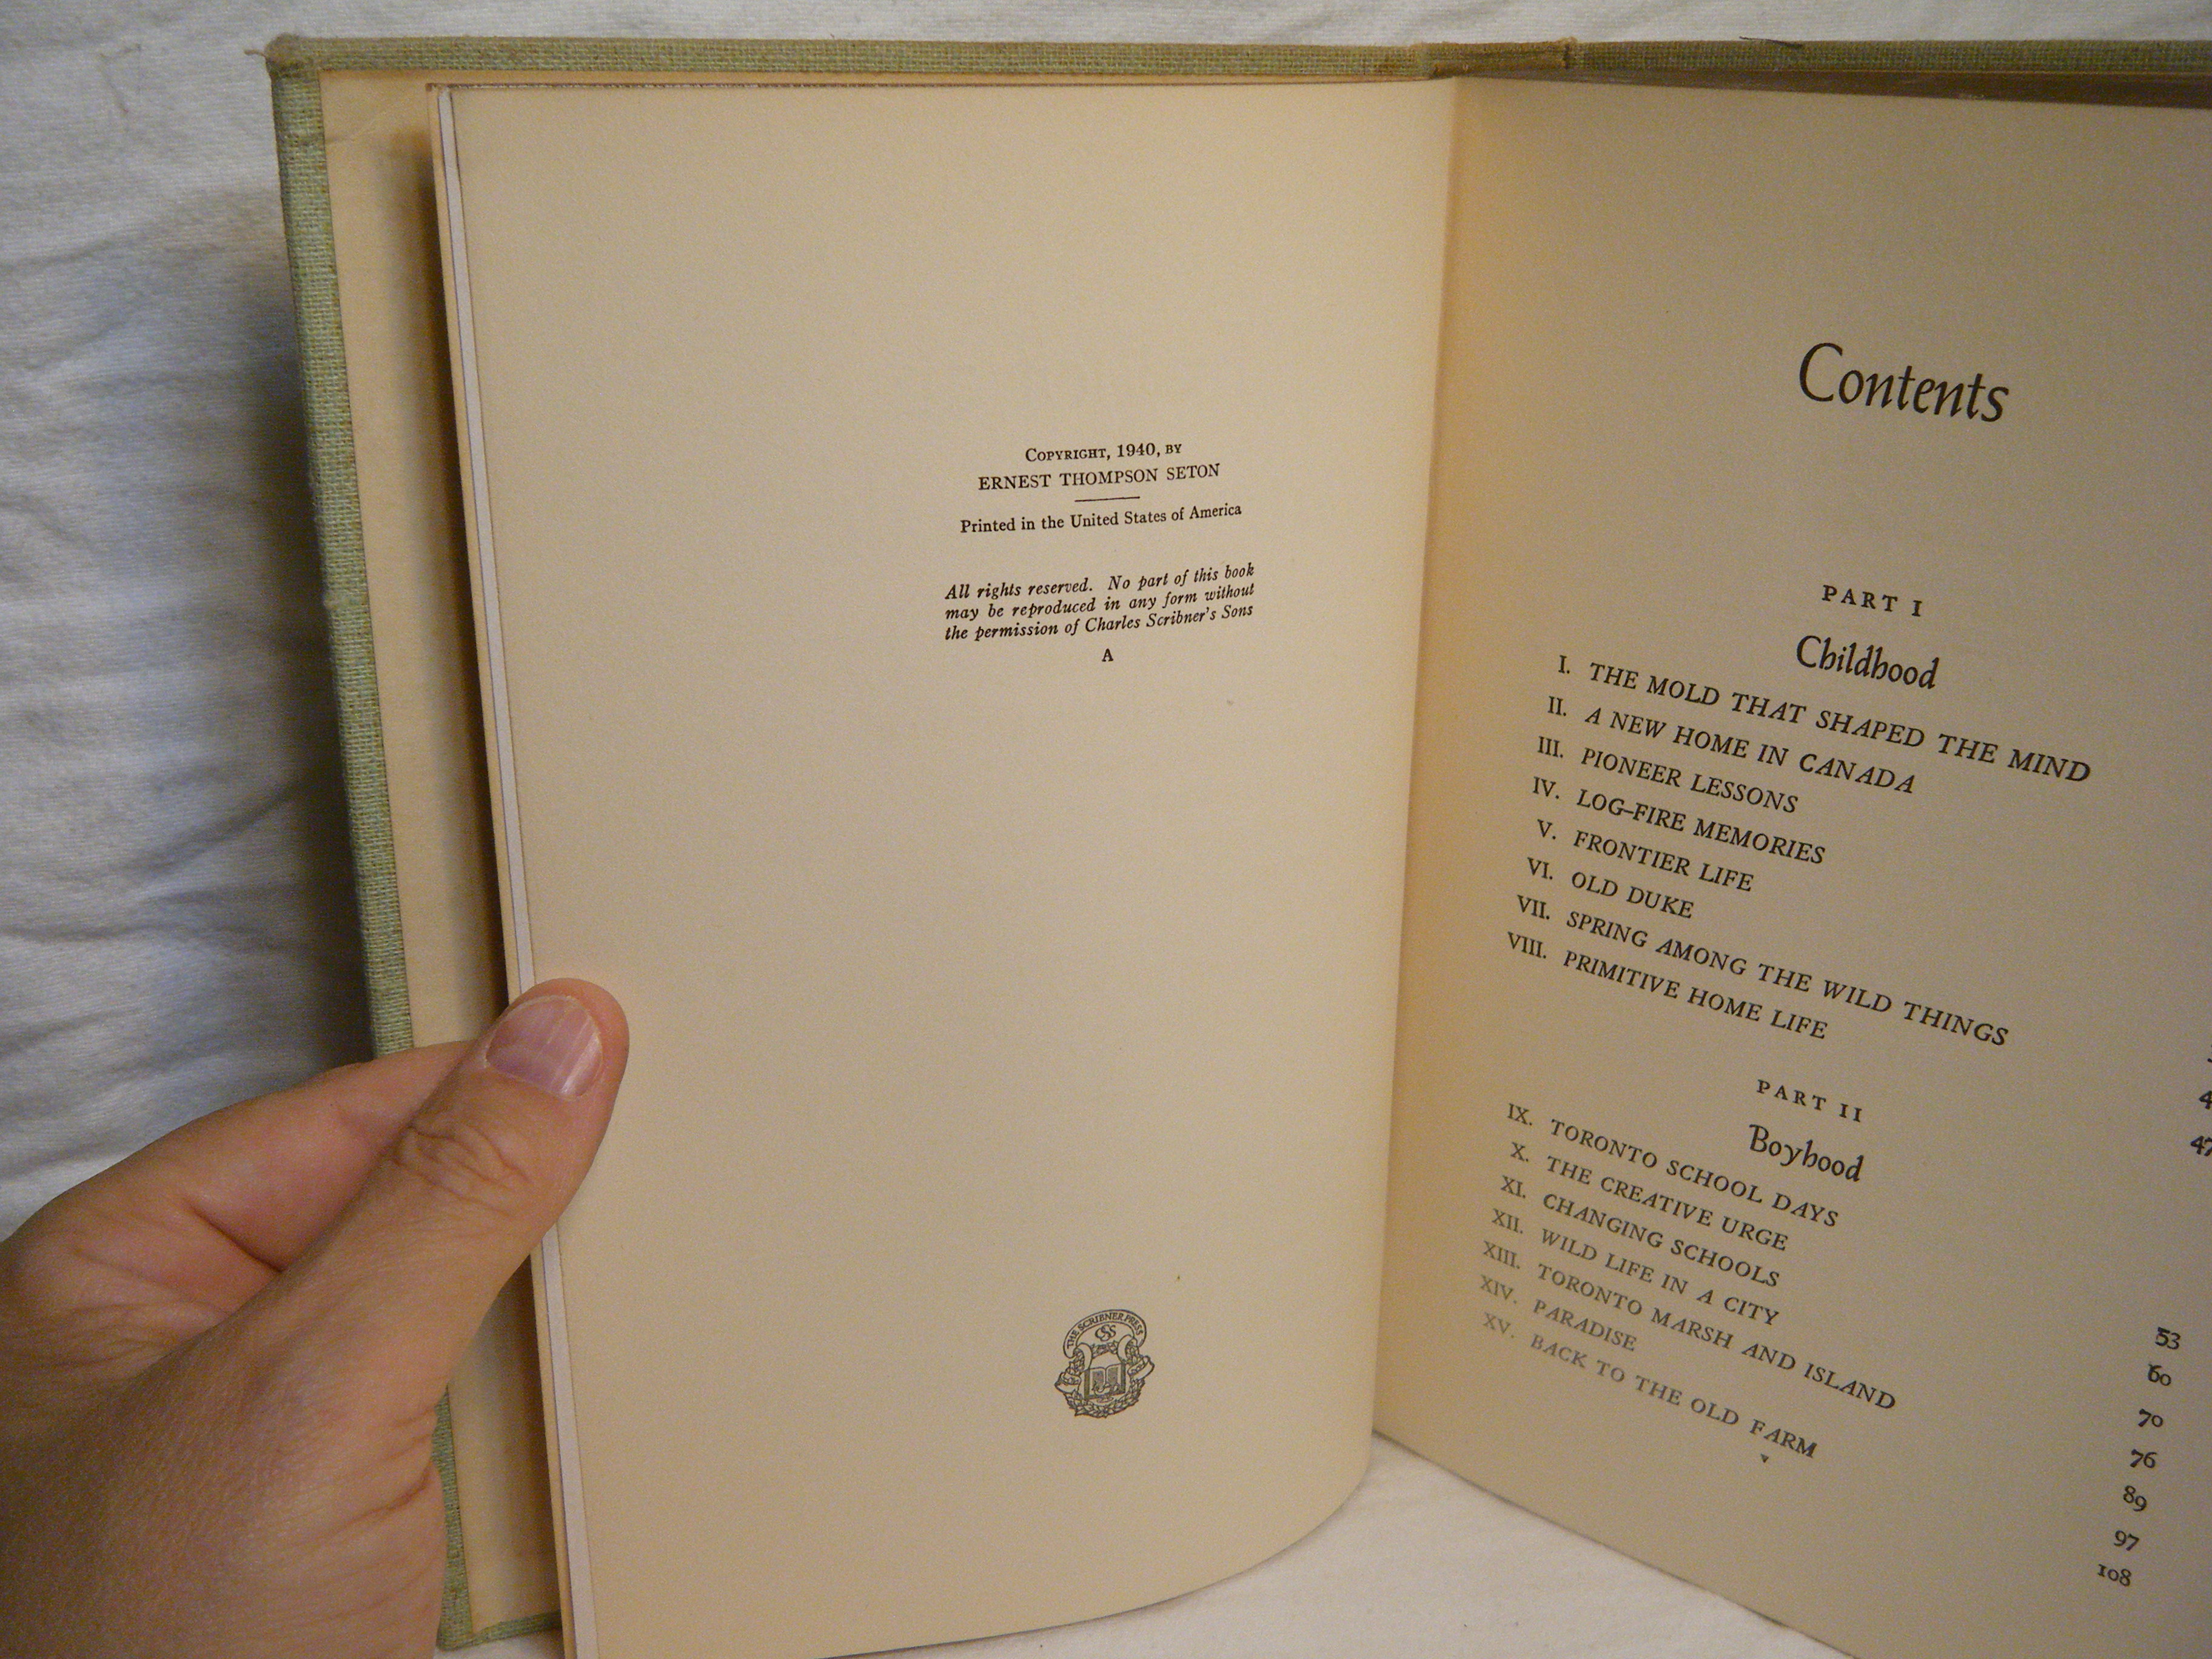 COPYRIGHT, 1940, BY
ERNEST THOMPSON SETON
Printed in the United States of America
All rights reserved. No part of this book
may be reproduced in any form without
the permission of Charles Scribner's Sons
A
THE SCRIBNER PRESS
CSS
Contents
PART I
Childhood
I. THE MOLD THAT SHAPED THE MIND
II. A NEW HOME IN CANADA
III. PIONEER LESSONS
IV. LOG-FIRE MEMORIES
V. FRONTIER LIFE
VI. OLD DUKE
VII. SPRING AMONG THE WILD THINGS
VIII. PRIMITIVE HOME LIFE 47
PART II
Boyhood
IX. TORONTO SCHOOL DAYS 53
X. THE CREATIVE URGE 60
XI. CHANGING SCHOOLS 70
XII. WILD LIFE IN A CITY 76
XIII. TORONTO MARSH AND ISLAND 89
XIV. PARADISE 97
XV. BACK TO THE OLD FARM 108
v